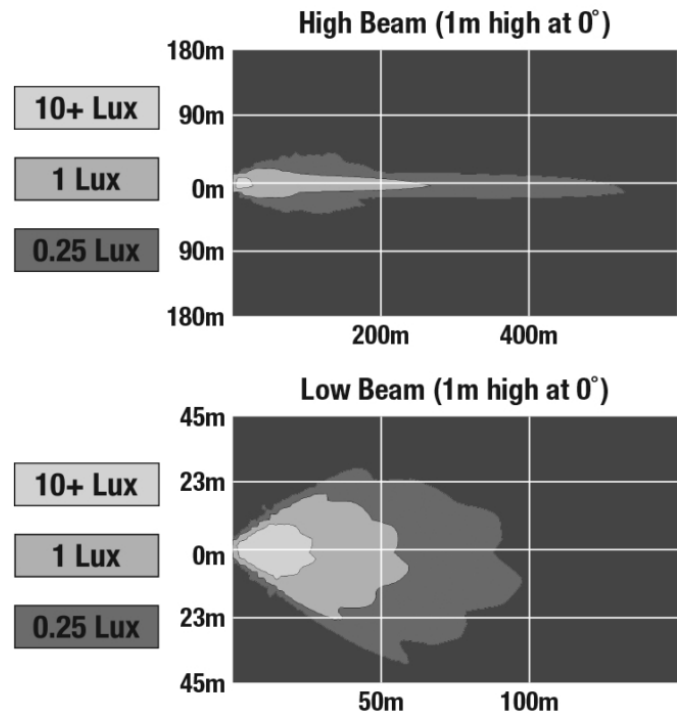 High Beam (1m high at 0˚)
180m
10+ Lux
90m
1 Lux
0m
0.25 Lux
90m
180m
200m
400m
Low Beam (1m high at 0˚)
45m
10+ Lux
23m
1 Lux
0m
0.25 Lux
23m
45m
50m
100m